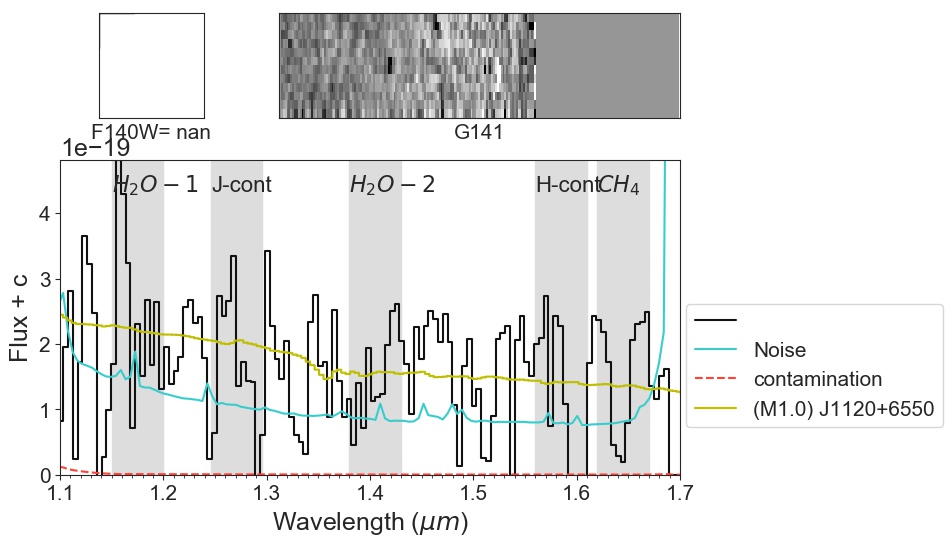 F140W= nan
G141
1e−19
H₂O − 1
J-cont
H₂O − 2
H-cont
CH₄
4
3
2
1
0
Flux + c
1.1
1.2
1.3
1.4
1.5
1.6
1.7
Wavelength (μm)
Noise
contamination
(M1.0) J1120+6550